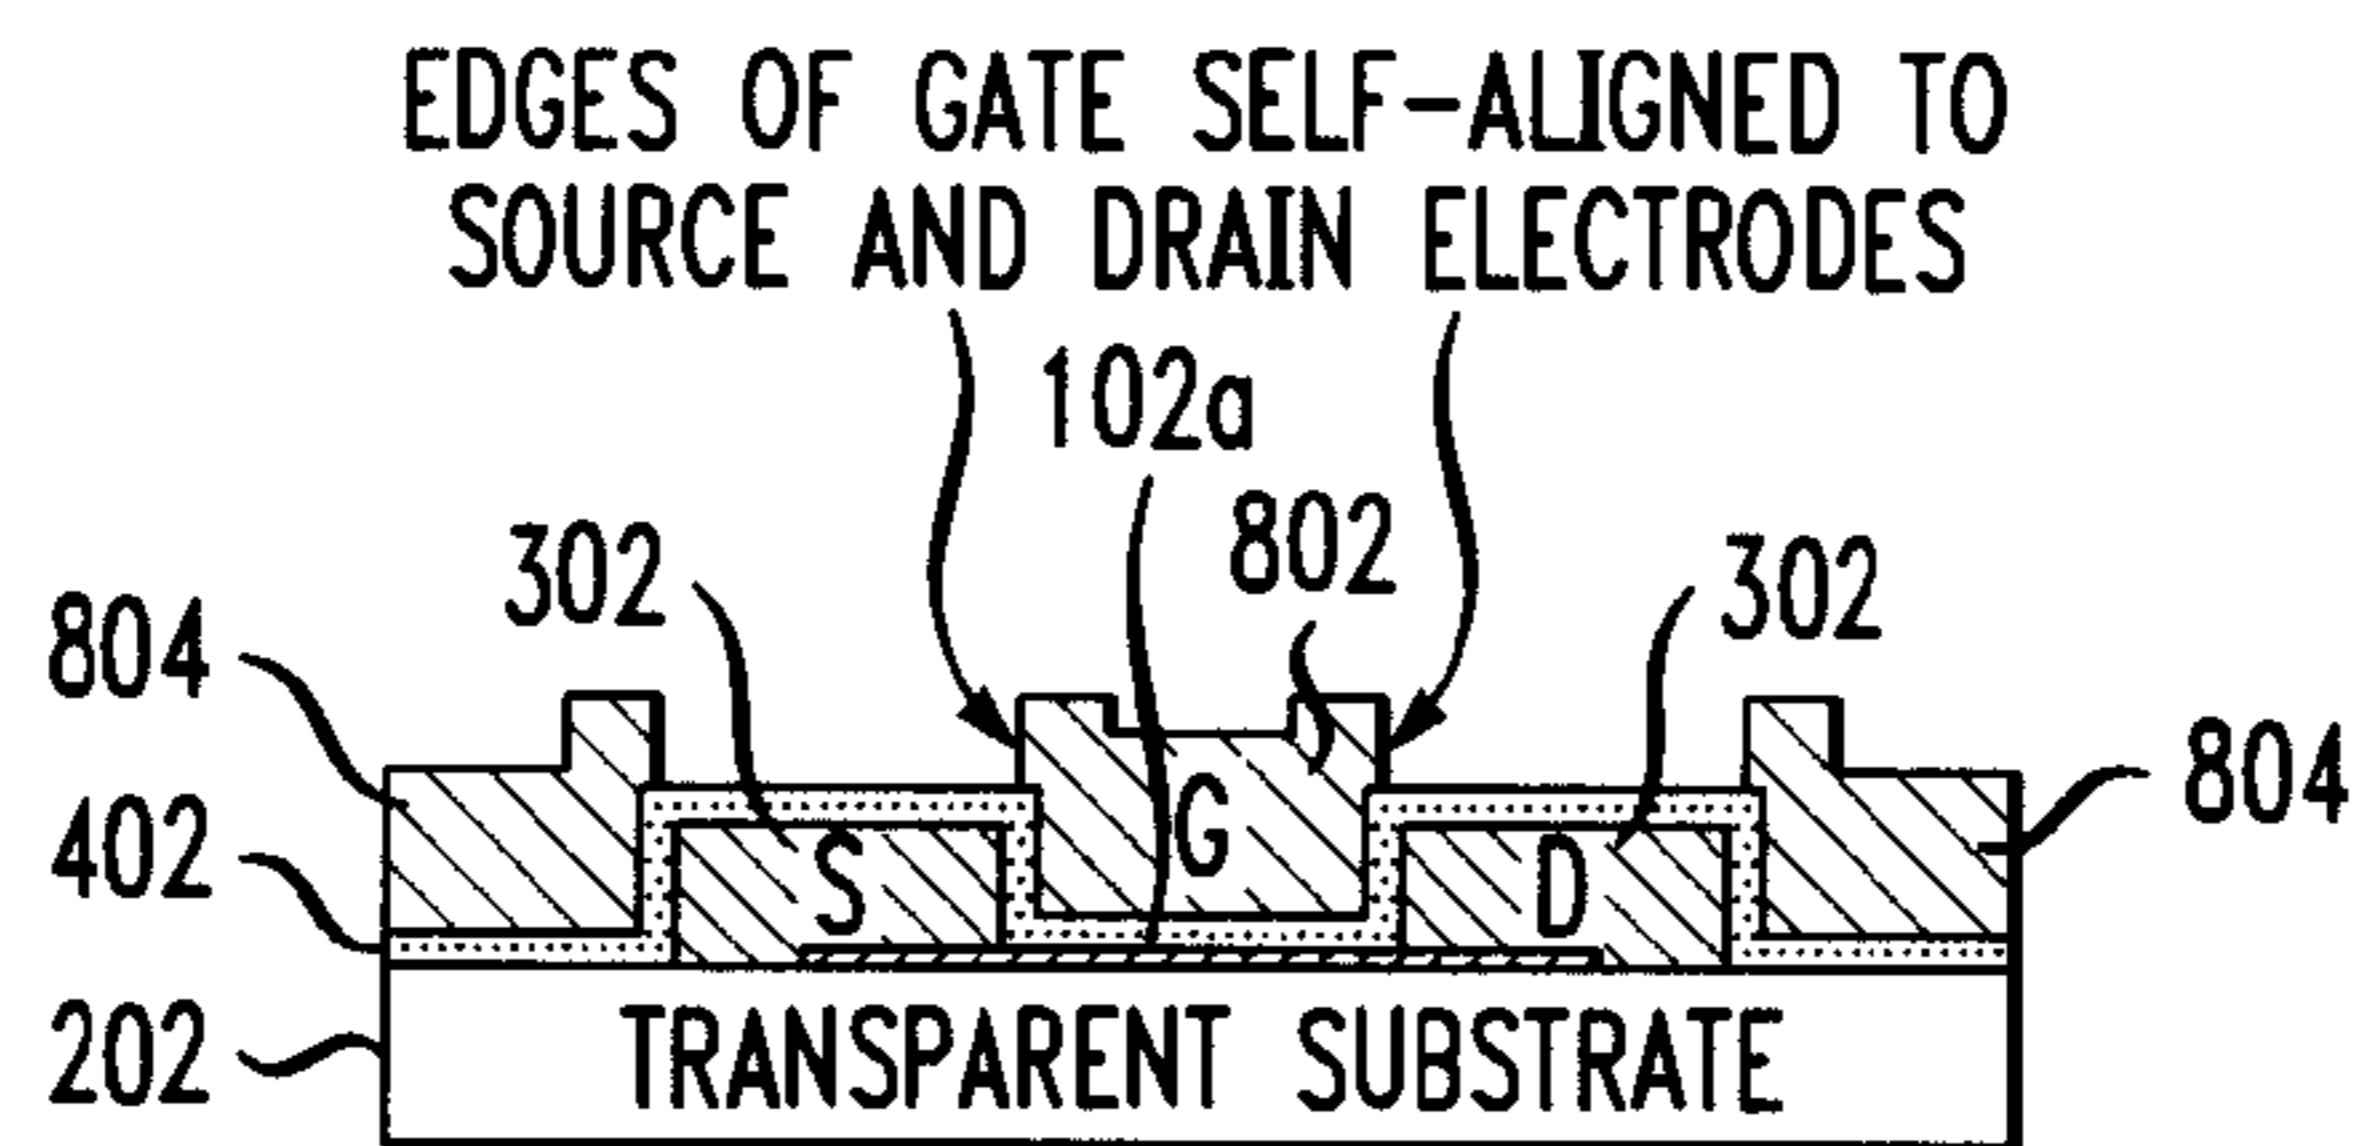 EDGES OF GATE SELF-ALIGNED TO
SOURCE AND DRAIN ELECTRODES
102a
802
302
302
804
804
G
S
D
402
202
TRANSPARENT SUBSTRATE